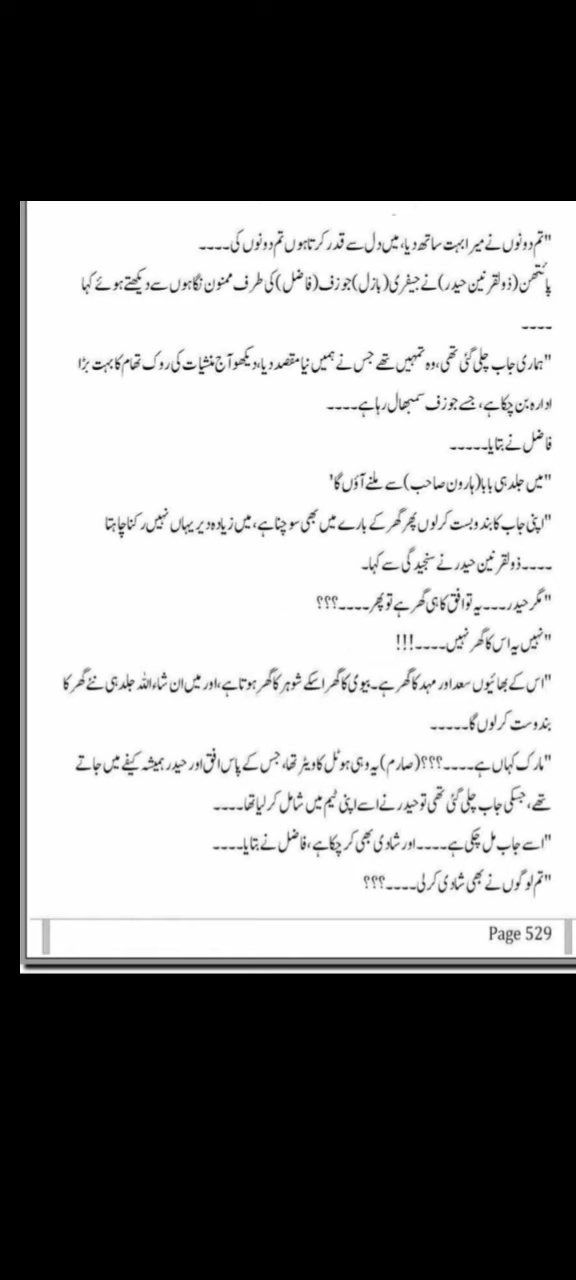 "تم دونوں نے میرا بہت ساتھ دیا، میں دل سے قدر کرتا ہوں تم دونوں کی۔۔۔۔
پائتھن (ذولقرنین حیدر) نے جیفری (بازل) جوزف (فاضل) کی طرف ممنون نگاہوں سے دیکھتے ہوئے کہا
۔۔۔۔
"ہماری جاب چلی گئی تھی، وہ تمہیں تھے جس نے ہمیں نیا مقصد دیا، دیکھو آج منشیات کی روک تھام کا بہت بڑا
ادارہ بن چکا ہے، جسے جوزف سمبھال رہا ہے۔۔۔۔
فاضل نے بتایا۔۔۔۔۔
"میں جلد ہی بابا (ہارون صاحب) سے ملنے آؤں گا'
"اپنی جاب کا بندوبست کرلوں پھر گھر کے بارے میں بھی سوچنا ہے، میں زیادہ دیر یہاں نہیں رکنا چاہتا
۔۔۔۔ذولقرنین حیدر نے سنجیدگی سے کہا۔
"مگر حیدر۔۔۔۔یہ تو افق کا ہی گھر ہے تو پھر۔۔۔۔؟؟؟
"نہیں یہ اس کا گھر نہیں۔۔۔۔!!!
"اس کے بھائیوں سعد اور مہد کا گھر ہے۔ بیوی کا گھر اسکے شوہر کا گھر ہوتا ہے، اور میں ان شاءاللہ جلد ہی نئے گھر کا
بندوست کرلوں گا۔۔۔۔۔
"مارک کہاں ہے۔۔۔۔؟؟؟ (صارم) یہ وہی ہوٹل کا ویٹر تھا، جس کے پاس افق اور حیدر ہمیشہ کیفے میں جاتے
تھے، جسکی جاب چلی گئی تھی تو حیدر نے اسے اپنی ٹیم میں شامل کر لیا تھا۔۔۔۔
"اسے جاب مل چکی ہے۔۔۔۔اور شادی بھی کر چکا ہے، فاضل نے بتایا۔۔۔۔
"تم لوگوں نے بھی شادی کر لی۔۔۔۔؟؟؟
Page 529